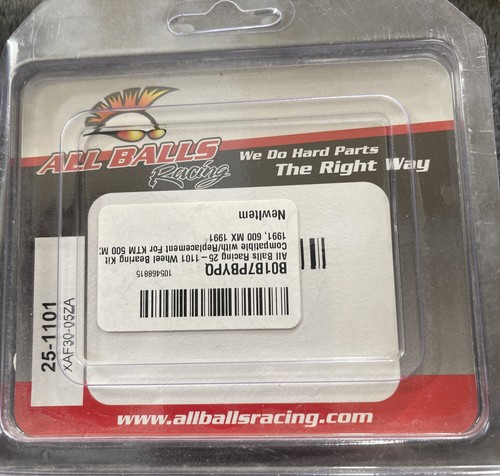 ALL BALLS
Racing
We Do Hard Parts
The Right Way
25-1101
XAF30-05ZA
105468815
B01B7PBYPQ
All Balls Racing 25-1101 Wheel Bearing Kit
Compatible with/Replacement For KTM 500 MX
1991, 600 MX 1991
NewItem
www.allballsracing.com